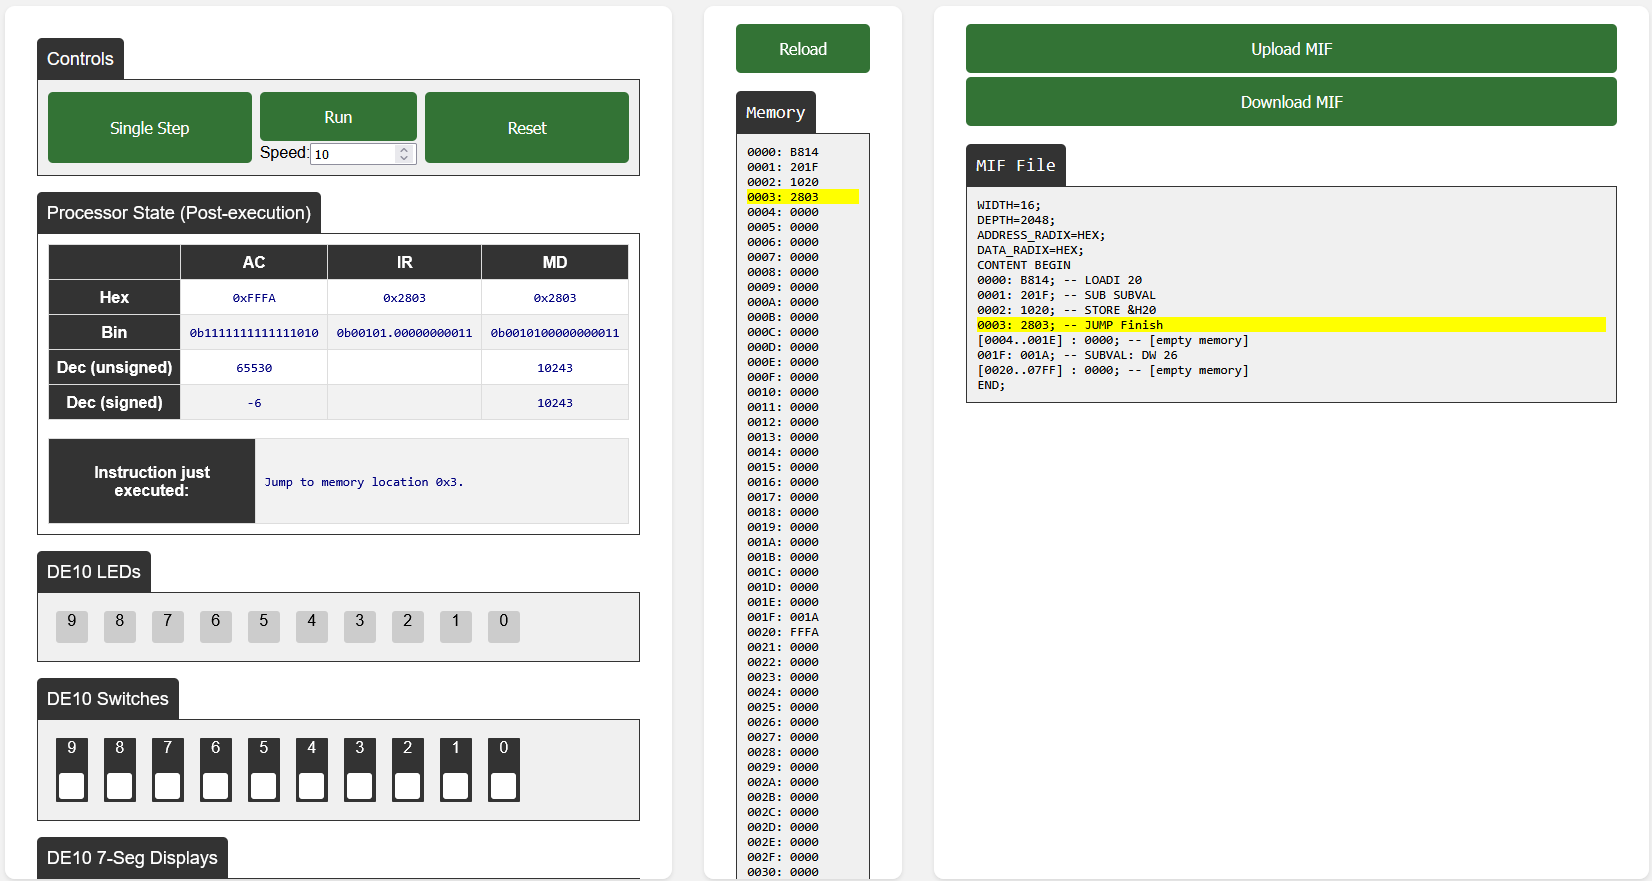 Controls
Single Step
Run
Speed: 10
Reset
Processor State (Post-execution)
AC IR MD
Hex 0xFFFA 0x2803 0x2803
Bin 0b1111111111111010 0b00101.00000000011 0b0010100000000011
Dec (unsigned) 65530 10243
Dec (signed) -6 10243
Instruction just
executed:
Jump to memory location 0x3.
DE10 LEDs
9 8 7 6 5 4 3 2 1 0
DE10 Switches
9 8 7 6 5 4 3 2 1 0
DE10 7-Seg Displays
Reload
Memory
0000: B814
0001: 201F
0002: 1020
0003: 2803
0004: 0000
0005: 0000
0006: 0000
0007: 0000
0008: 0000
0009: 0000
000A: 0000
000B: 0000
000C: 0000
000D: 0000
000E: 0000
000F: 0000
0010: 0000
0011: 0000
0012: 0000
0013: 0000
0014: 0000
0015: 0000
0016: 0000
0017: 0000
0018: 0000
0019: 0000
001A: 0000
001B: 0000
001C: 0000
001D: 0000
001E: 0000
001F: 001A
0020: FFFA
0021: 0000
0022: 0000
0023: 0000
0024: 0000
0025: 0000
0026: 0000
0027: 0000
0028: 0000
0029: 0000
002A: 0000
002B: 0000
002C: 0000
002D: 0000
002E: 0000
002F: 0000
0030: 0000
Upload MIF
Download MIF
MIF File
WIDTH=16;
DEPTH=2048;
ADDRESS_RADIX=HEX;
DATA_RADIX=HEX;
CONTENT BEGIN
0000: B814; -- LOADI 20
0001: 201F; -- SUB SUBVAL
0002: 1020; -- STORE &H20
0003: 2803; -- JUMP Finish
[0004..001E] : 0000; -- [empty memory]
001F: 001A; -- SUBVAL: DW 26
[0020..07FF] : 0000; -- [empty memory]
END;